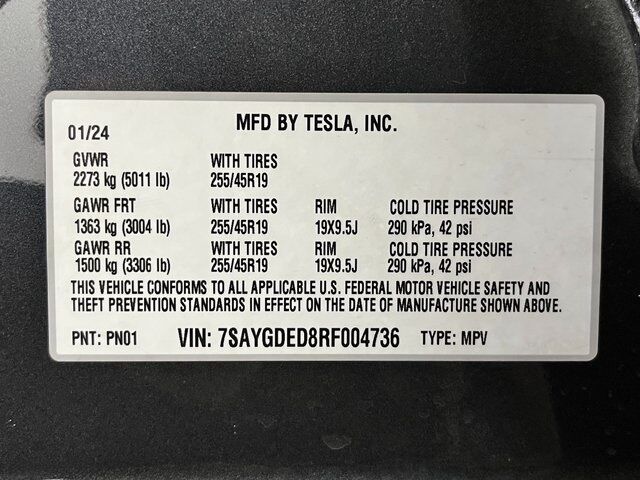 01/24 MFD BY TESLA, INC.
GVWR WITH TIRES
2273 kg (5011 lb) 255/45R19
GAWR FRT WITH TIRES RIM COLD TIRE PRESSURE
1363 kg (3004 lb) 255/45R19 19X9.5J 290 kPa, 42 psi
GAWR RR WITH TIRES RIM COLD TIRE PRESSURE
1500 kg (3306 lb) 255/45R19 19X9.5J 290 kPa, 42 psi
THIS VEHICLE CONFORMS TO ALL APPLICABLE U.S. FEDERAL MOTOR VEHICLE SAFETY AND
THEFT PREVENTION STANDARDS IN EFFECT ON THE DATE OF MANUFACTURE SHOWN ABOVE.
PNT: PN01 VIN: 7SAYGDED8RF004736 TYPE: MPV